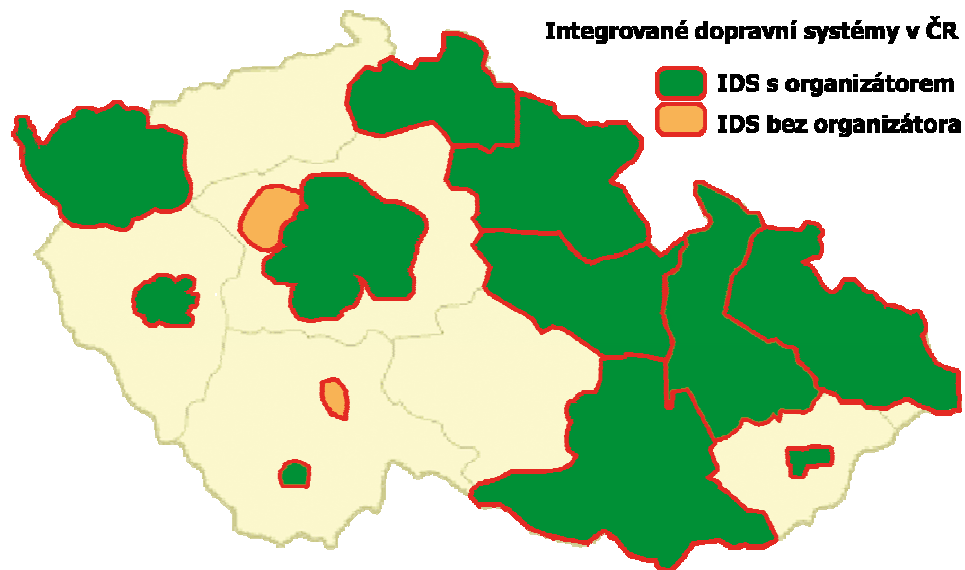 Integrované dopravní systémy v ČR
IDS s organizátorem
IDS bez organizátora